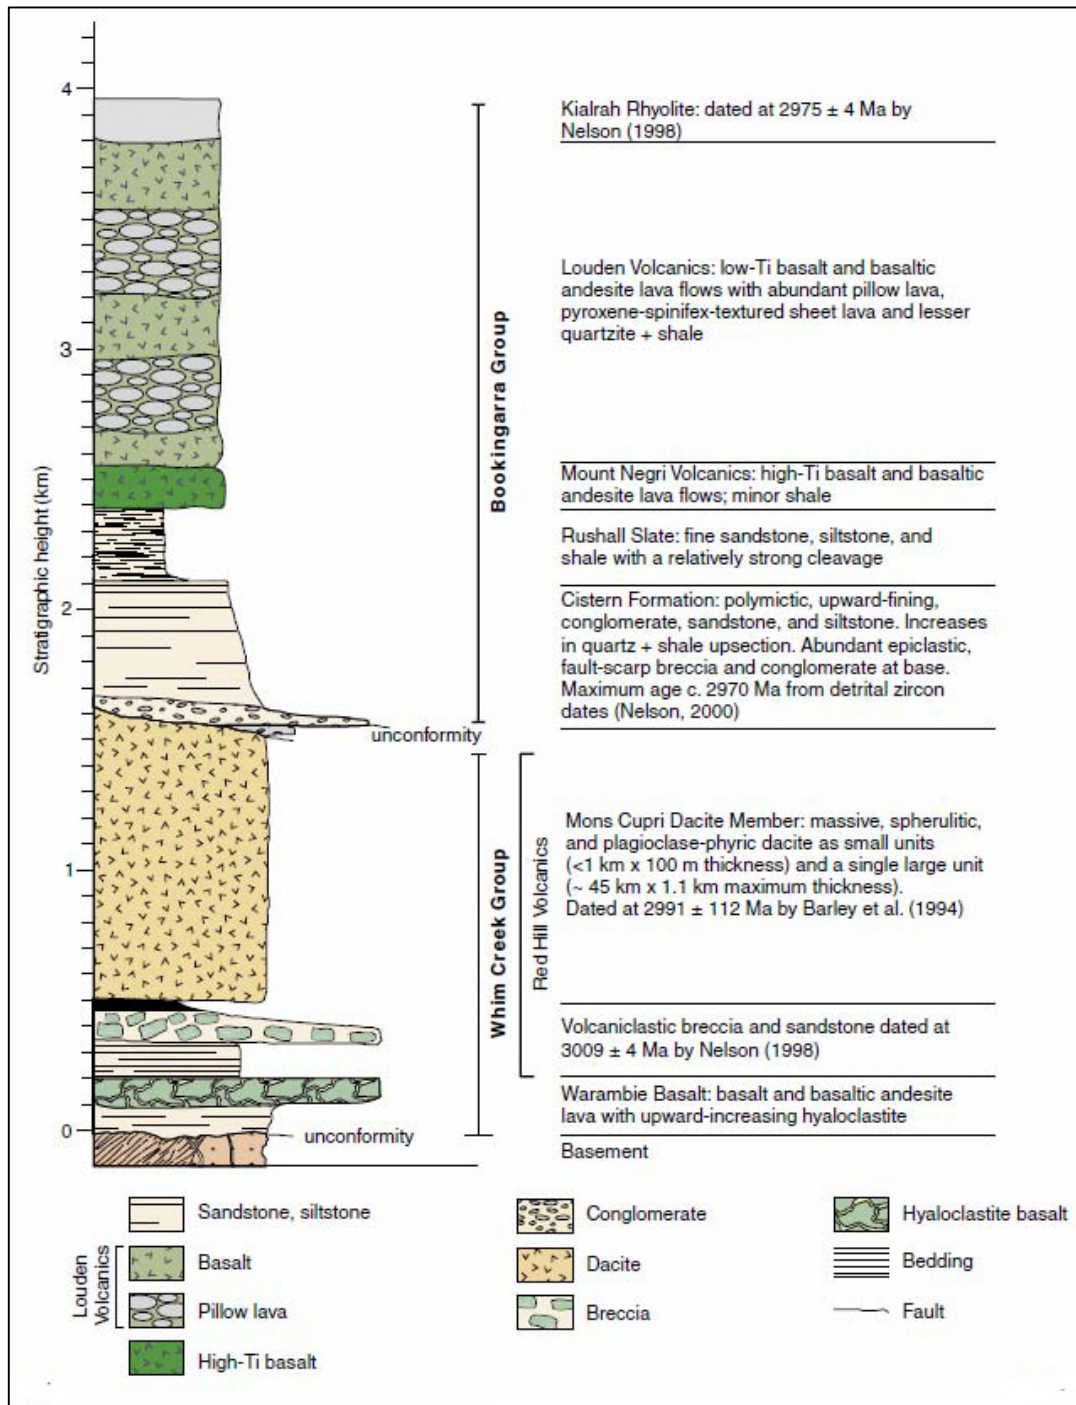 4
3
2
1
0
Stratigraphic height (km)
Kialrah Rhyolite: dated at 2975 ± 4 Ma by
Nelson (1998)
Louden Volcanics: low-Ti basalt and basaltic
andesite lava flows with abundant pillow lava,
pyroxene-spinifex-textured sheet lava and lesser
quartzite + shale
Bookingarra Group
Mount Negri Volcanics: high-Ti basalt and basaltic
andesite lava flows; minor shale
Rushall Slate: fine sandstone, siltstone, and
shale with a relatively strong cleavage
Cistern Formation: polymictic, upward-fining,
conglomerate, sandstone, and siltstone. Increases
in quartz + shale upsection. Abundant epiclastic,
fault-scarp breccia and conglomerate at base.
Maximum age c. 2970 Ma from detrital zircon
dates (Nelson, 2000)
unconformity
Whim Creek Group
Red Hill Volcanics
Mons Cupri Dacite Member: massive, spherulitic,
and plagioclase-phyric dacite as small units
(<1 km x 100 m thickness) and a single large unit
(~ 45 km x 1.1 km maximum thickness).
Dated at 2991 ± 112 Ma by Barley et al. (1994)
Volcaniclastic breccia and sandstone dated at
3009 ± 4 Ma by Nelson (1998)
Warambie Basalt: basalt and basaltic andesite
lava with upward-increasing hyaloclastite
unconformity
Basement
Sandstone, siltstone
Louden
Volcanics
Basalt
Pillow lava
High-Ti basalt
Conglomerate
Dacite
Breccia
Hyaloclastite basalt
Bedding
Fault